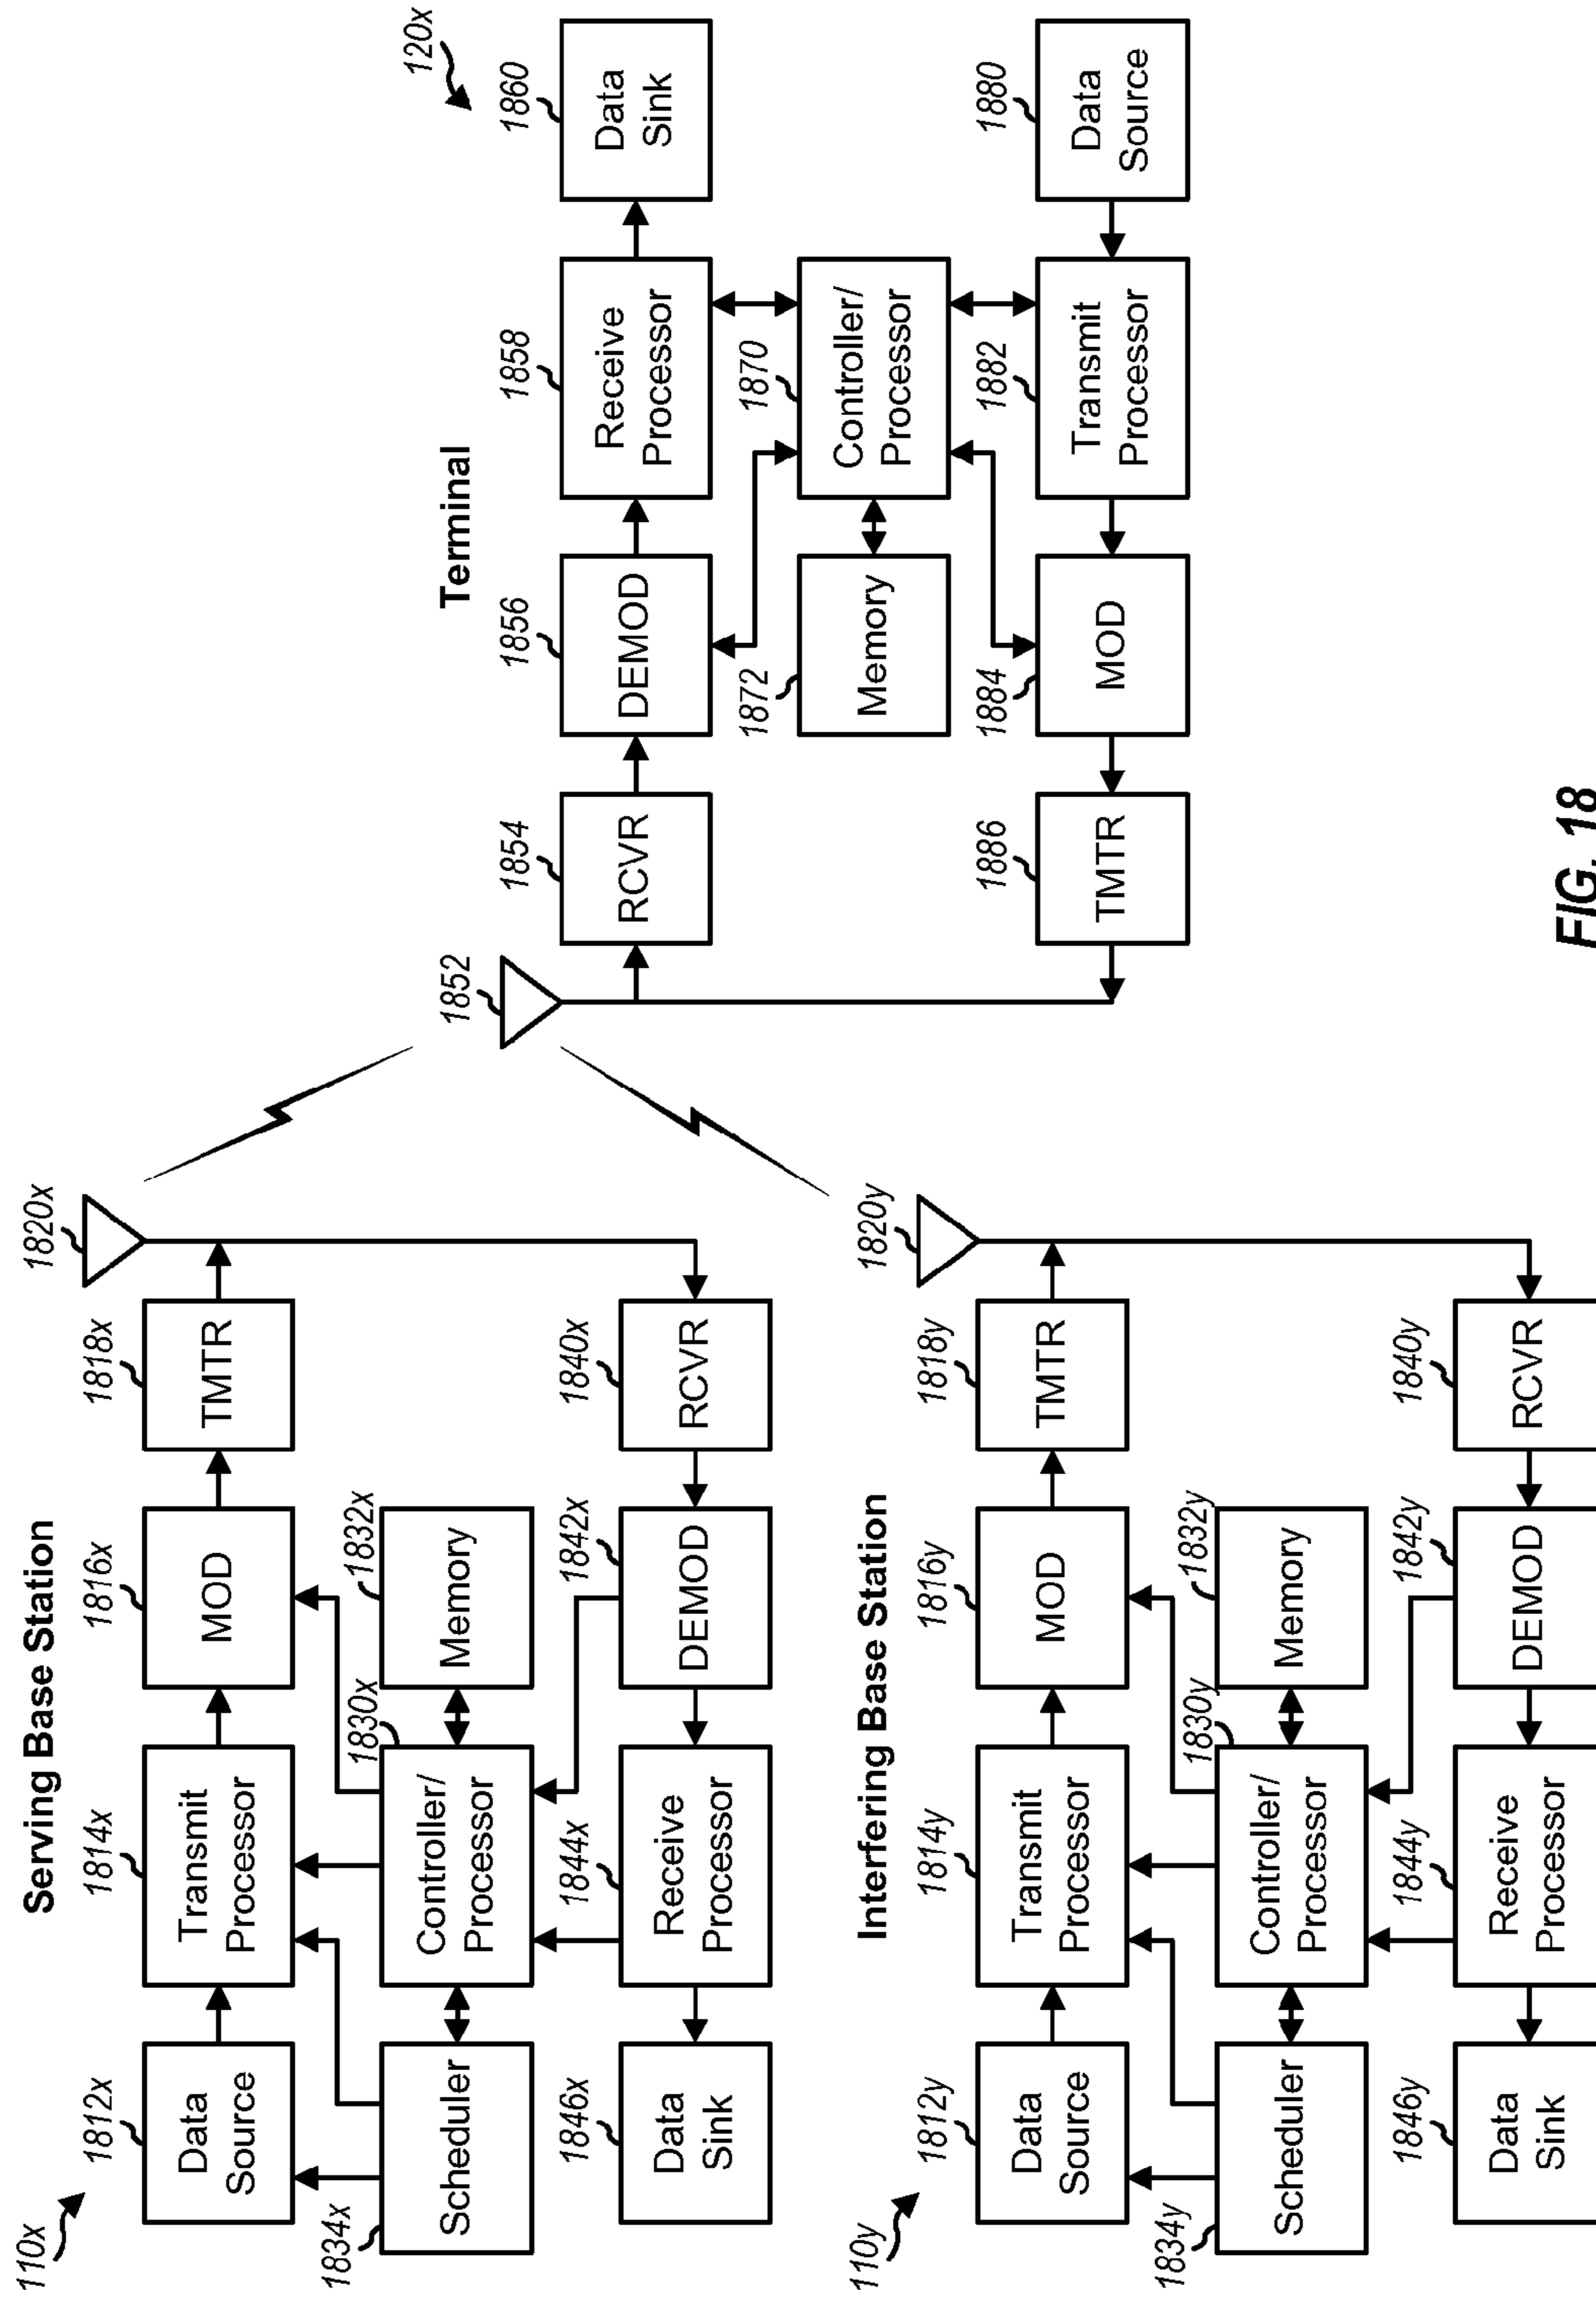 110x
Serving Base Station
1812x
Data
Source
1814x
Transmit
Processor
1816x
MOD
1818x
TMTR
1820x
1834x
Scheduler
1830x
Controller/
Processor
1832x
Memory
1846x
Data
Sink
1844x
Receive
Processor
1842x
DEMOD
1840x
RCVR
110y
Interfering Base Station
1812y
Data
Source
1814y
Transmit
Processor
1816y
MOD
1818y
TMTR
1820y
1834y
Scheduler
1830y
Controller/
Processor
1832y
Memory
1846y
Data
Sink
1844y
Receive
Processor
1842y
DEMOD
1840y
RCVR
120x
Terminal
1852
1854
RCVR
1856
DEMOD
1858
Receive
Processor
1860
Data
Sink
1872
Memory
1870
Controller/
Processor
1886
TMTR
1884
MOD
1882
Transmit
Processor
1880
Data
Source
FIG. 18